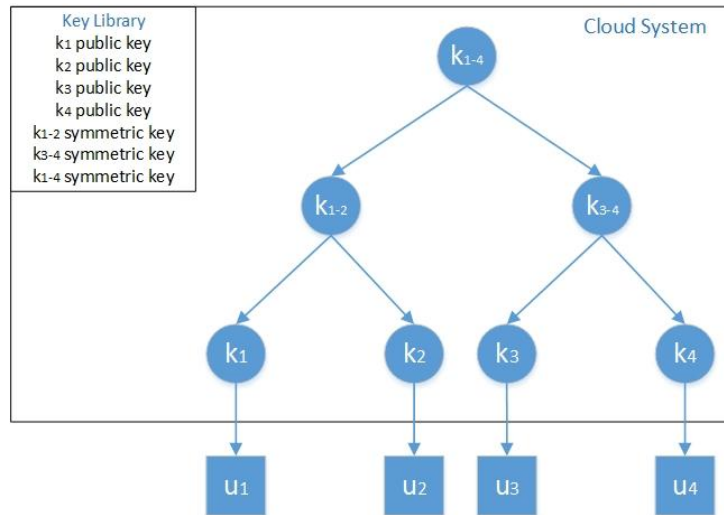 Key Library
k1 public key
k2 public key
k3 public key
k4 public key
k1-2 symmetric key
k3-4 symmetric key
k1-4 symmetric key
Cloud System
k1-4
k1-2 k3-4
k1 k2 k3 k4
u1 u2 u3 u4